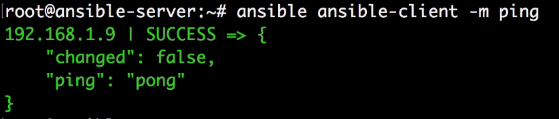 root@ansible-server:~# ansible ansible-client -m ping
192.168.1.9 | SUCCESS => {
    "changed": false,
    "ping": "pong"
}